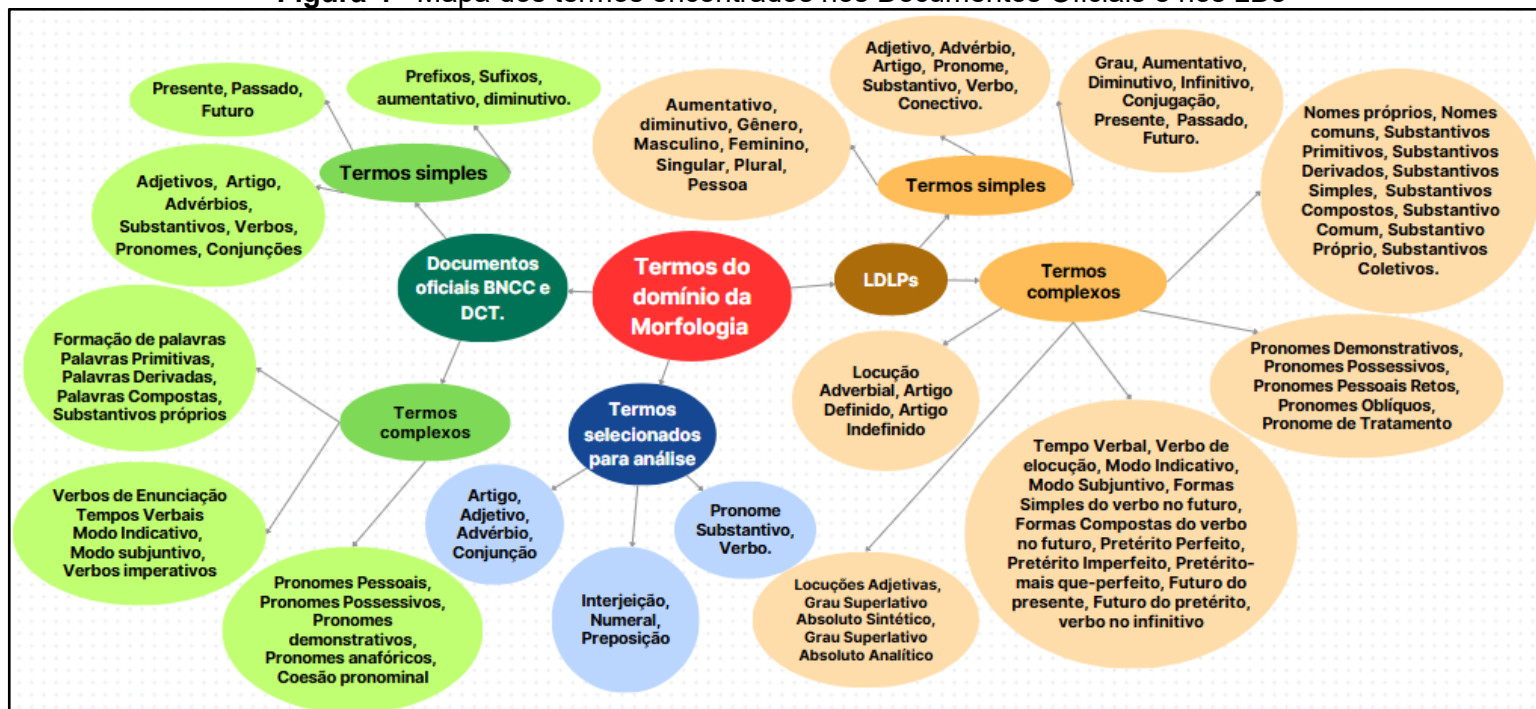 Presente, Passado,
Futuro
Prefixos, Sufixos,
aumentativo, diminutivo.
Termos simples
Adjetivos, Artigo,
Advérbios,
Substantivos, Verbos,
Pronomes, Conjunções
Documentos
oficiais BNCC e
DCT.
Formação de palavras
Palavras Primitivas,
Palavras Derivadas,
Palavras Compostas,
Substantivos próprios
Termos
complexos
Verbos de Enunciação
Tempos Verbais
Modo Indicativo,
Modo subjuntivo,
Verbos imperativos
Pronomes Pessoais,
Pronomes Possessivos,
Pronomes
demonstrativos,
Pronomes anafóricos,
Coesão pronominal
Termos do
domínio da
Morfologia
Termos
selecionados
para análise
Artigo,
Adjetivo,
Advérbio,
Conjunção
Interjeição,
Numeral,
Preposição
Pronome
Substantivo,
Verbo.
LDLPs
Termos simples
Aumentativo,
diminutivo, Gênero,
Masculino, Feminino,
Singular, Plural,
Pessoa
Adjetivo, Advérbio,
Artigo, Pronome,
Substantivo, Verbo,
Conectivo.
Grau, Aumentativo,
Diminutivo, Infinitivo,
Conjugação,
Presente, Passado,
Futuro.
Termos
complexos
Nomes próprios, Nomes
comuns, Substantivos
Primitivos, Substantivos
Derivados, Substantivos
Simples, Substantivos
Compostos, Substantivo
Comum, Substantivo
Próprio, Substantivos
Coletivos.
Pronomes Demonstrativos,
Pronomes Possessivos,
Pronomes Pessoais Retos,
Pronomes Oblíquos,
Pronome de Tratamento
Locução
Adverbial, Artigo
Definido, Artigo
Indefinido
Tempo Verbal, Verbo de
elocução, Modo Indicativo,
Modo Subjuntivo, Formas
Simples do verbo no futuro,
Formas Compostas do verbo
no futuro, Pretérito Perfeito,
Pretérito Imperfeito, Pretérito-
mais que-perfeito, Futuro do
presente, Futuro do pretérito,
verbo no infinitivo
Locuções Adjetivas,
Grau Superlativo
Absoluto Sintético,
Grau Superlativo
Absoluto Analítico